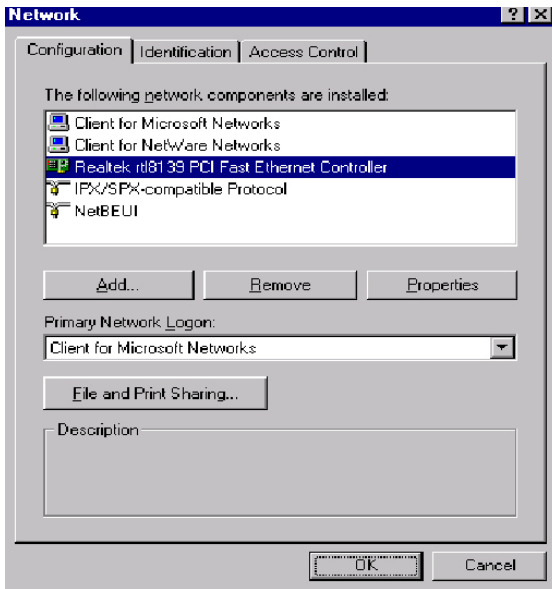 Network
Configuration Identification Access Control
The following network components are installed:
Client for Microsoft Networks
Client for NetWare Networks
Realtek rtl8139 PCI Fast Ethernet Controller
IPX/SPX-compatible Protocol
NetBEUI
Add... Remove Properties
Primary Network Logon:
Client for Microsoft Networks
File and Print Sharing...
Description
OK Cancel